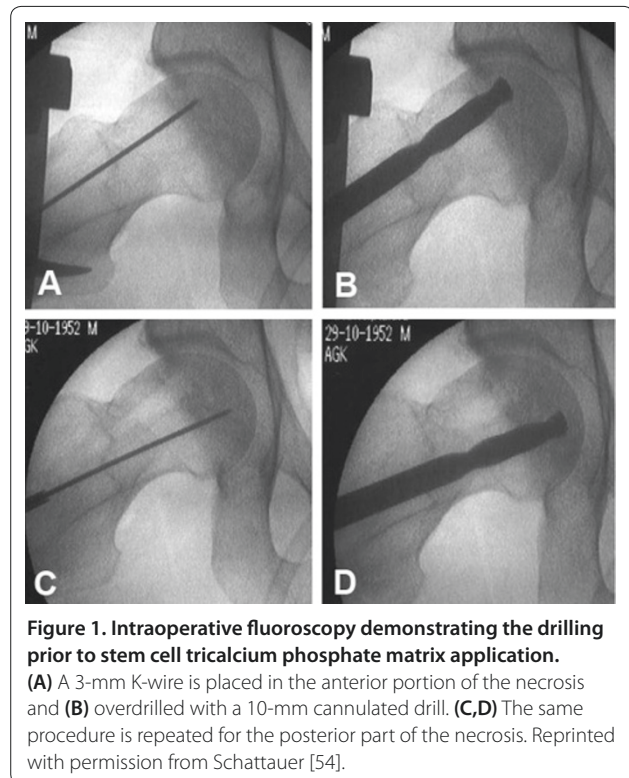 M
M
A
B
9-10-1952 M
AGK
29-10-1952 M
AGK
C
D
Figure 1. Intraoperative fluoroscopy demonstrating the drilling
prior to stem cell tricalcium phosphate matrix application.
(A) A 3-mm K-wire is placed in the anterior portion of the necrosis
and (B) overdrilled with a 10-mm cannulated drill. (C,D) The same
procedure is repeated for the posterior part of the necrosis. Reprinted
with permission from Schattauer [54].